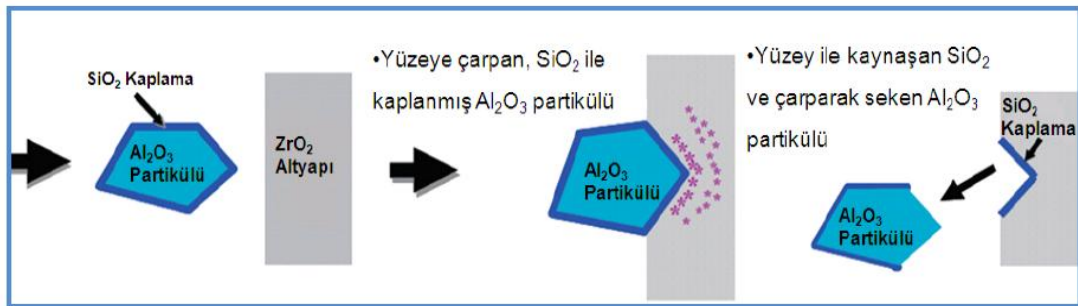 SiO₂ Kaplama
Al₂O₃
Partikülü
ZrO₂
Altyapı
•Yüzeye çarpan, SiO₂ ile
kaplanmış Al₂O₃ partikülü
Al₂O₃
Partikülü
•Yüzey ile kaynaşan SiO₂
ve çarparak seken Al₂O₃
partikülü
SiO₂
Kaplama
Al₂O₃
Partikülü